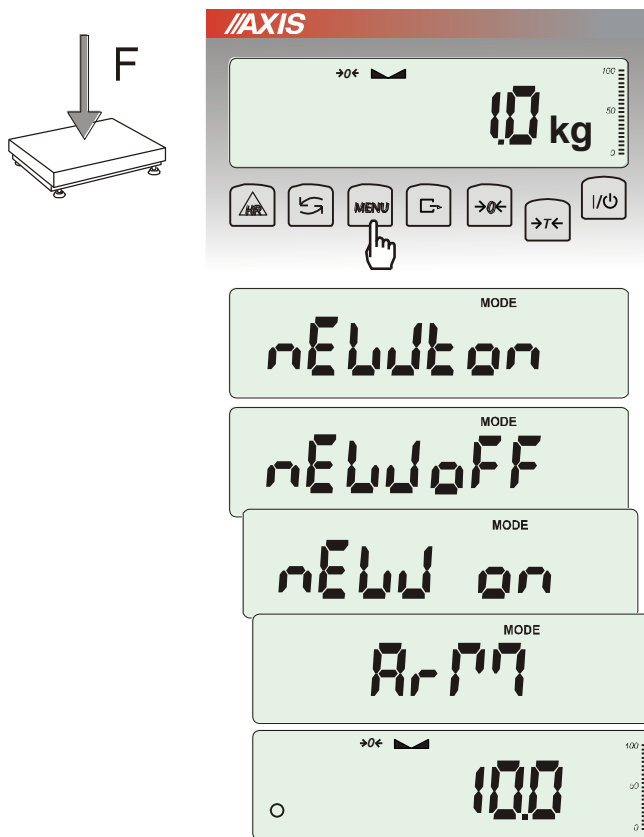 F
//AXIS
→0←
1.0 kg
100
50
0
HR
MENU
→0←
→T←
I/
MODE
nEWton
MODE
nEWoFF
MODE
nEW on
MODE
ArM
→0←
10.0
100
50
0